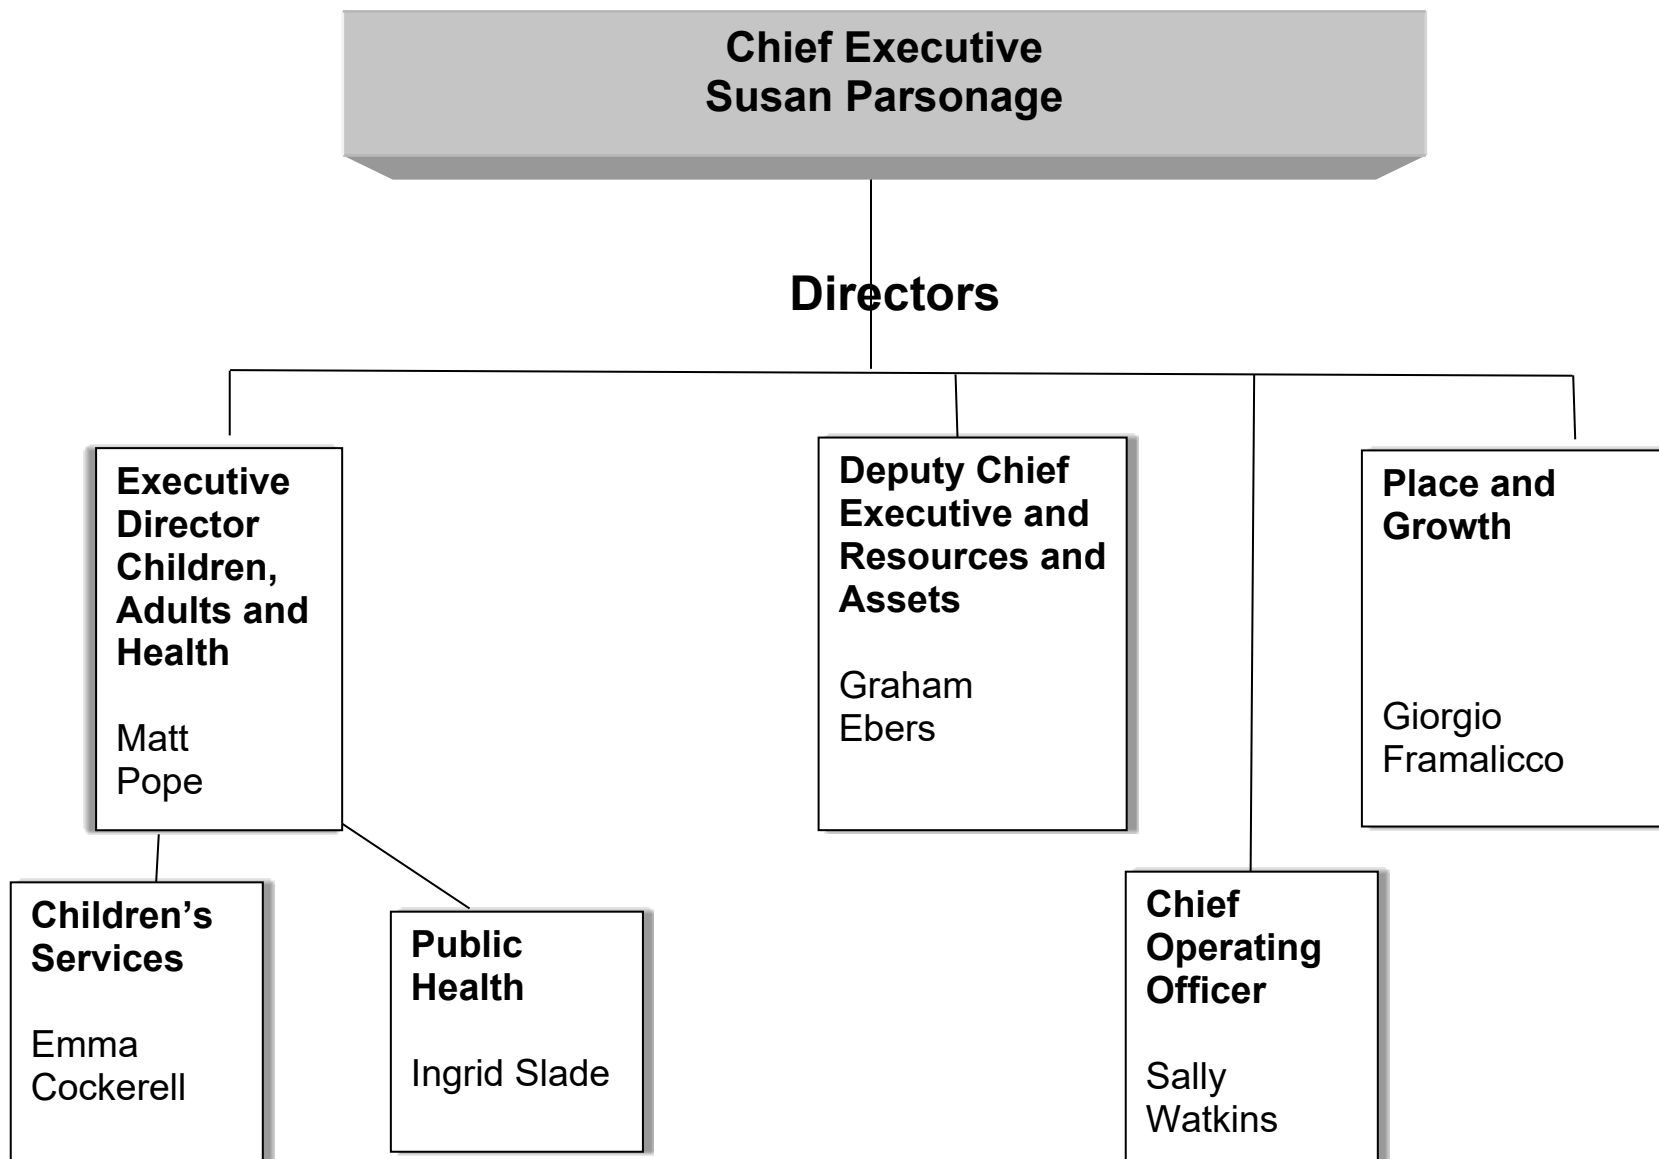 Chief Executive
Susan Parsonage
Directors
Executive
Director
Children,
Adults and
Health
Matt
Pope
Deputy Chief
Executive and
Resources and
Assets
Graham
Ebers
Place and
Growth
Giorgio
Framalicco
Children’s
Services
Emma
Cockerell
Public
Health
Ingrid Slade
Chief
Operating
Officer
Sally
Watkins